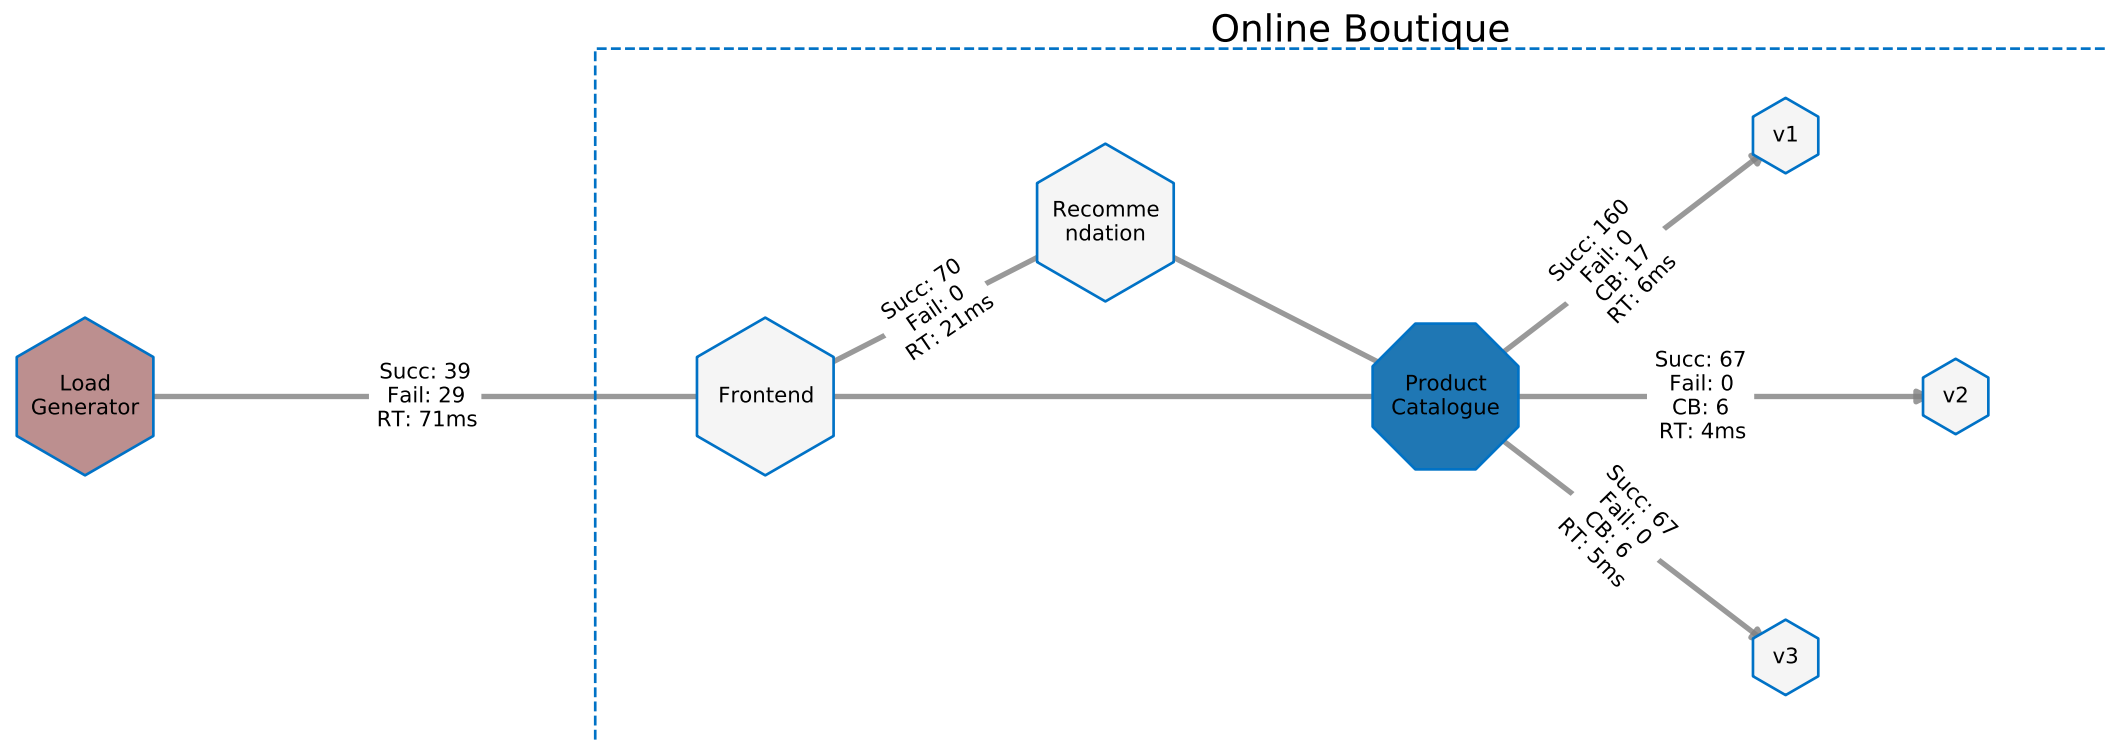 Online Boutique
Load
Generator
Succ: 39
Fail: 29
RT: 71ms
Frontend
Succ: 70
Fail: 0
RT: 21ms
Recomme
ndation
Product
Catalogue
Succ: 160
Fail: 0
CB: 17
RT: 6ms
v1
Succ: 67
Fail: 0
CB: 6
RT: 4ms
v2
Succ: 67
Fail: 0
CB: 6
RT: 5ms
v3